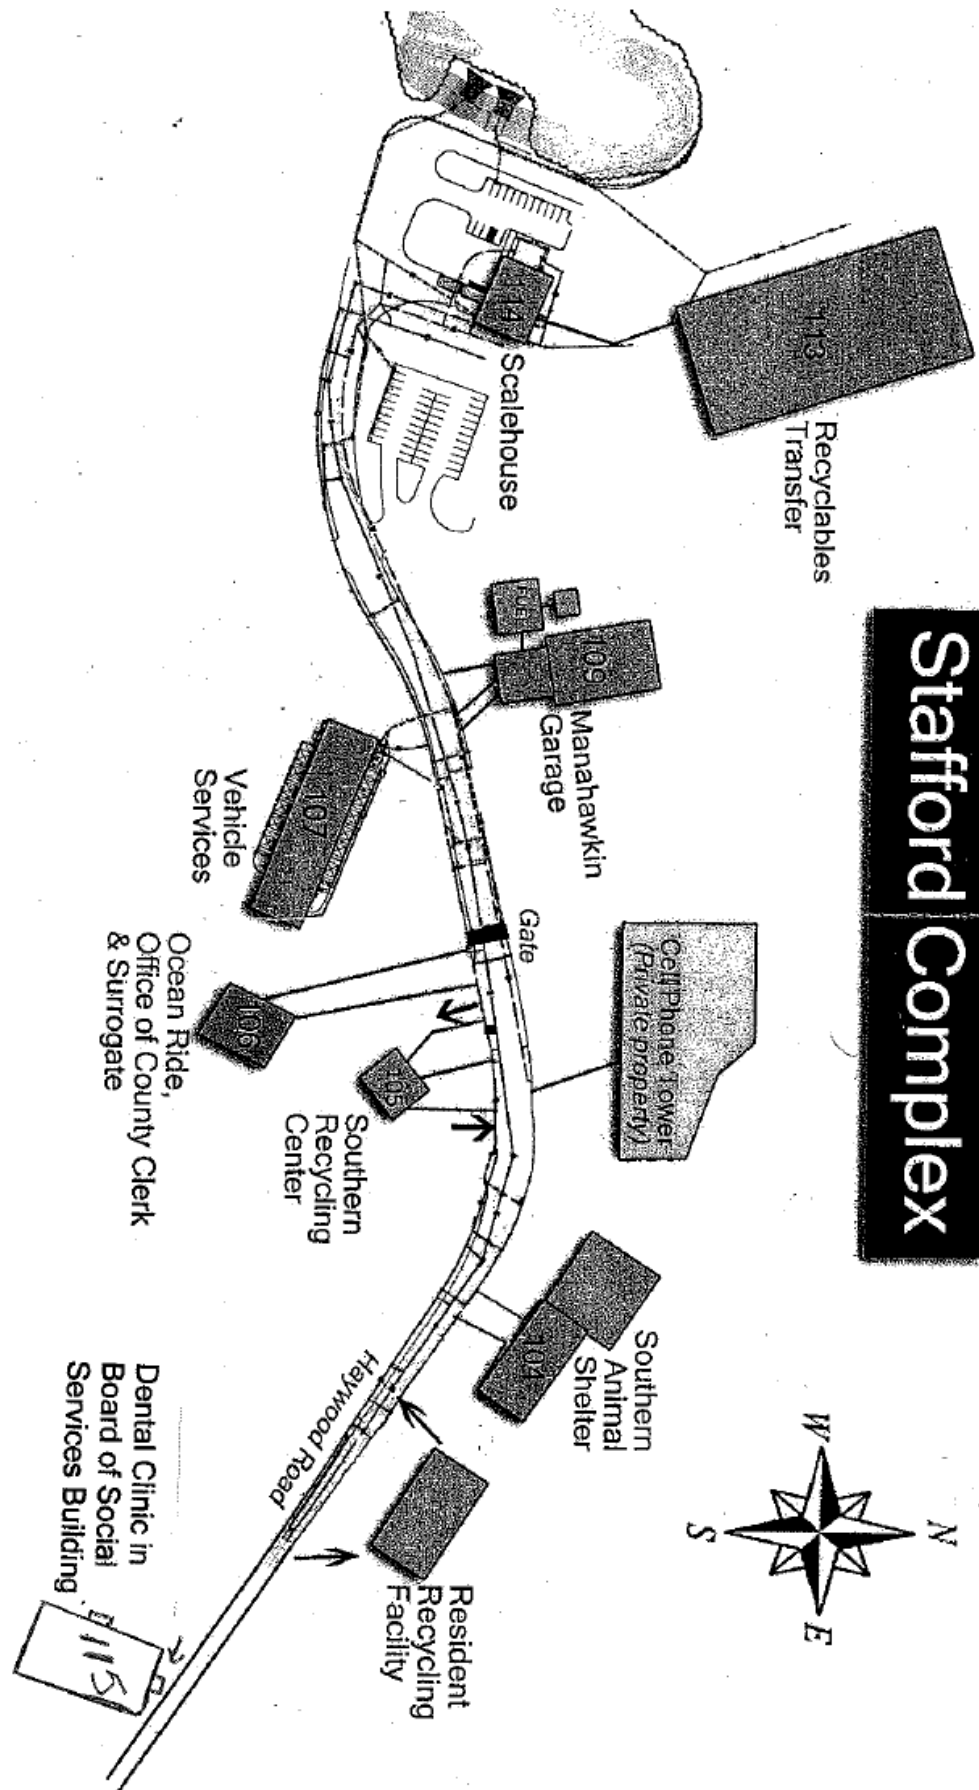 Stafford Complex
113
Recyclables
Transfer
114
Scalehouse
FUEL
109
Manahawkin
Garage
107
Vehicle
Services
Gate
Cell Phone Tower
(Private property)
106
Ocean Ride,
Office of County Clerk
& Surrogate
105
Southern
Recycling
Center
104
Southern
Animal
Shelter
Haywood Road
Resident
Recycling
Facility
Dental Clinic in
Board of Social
Services Building
115
N
W
E
S